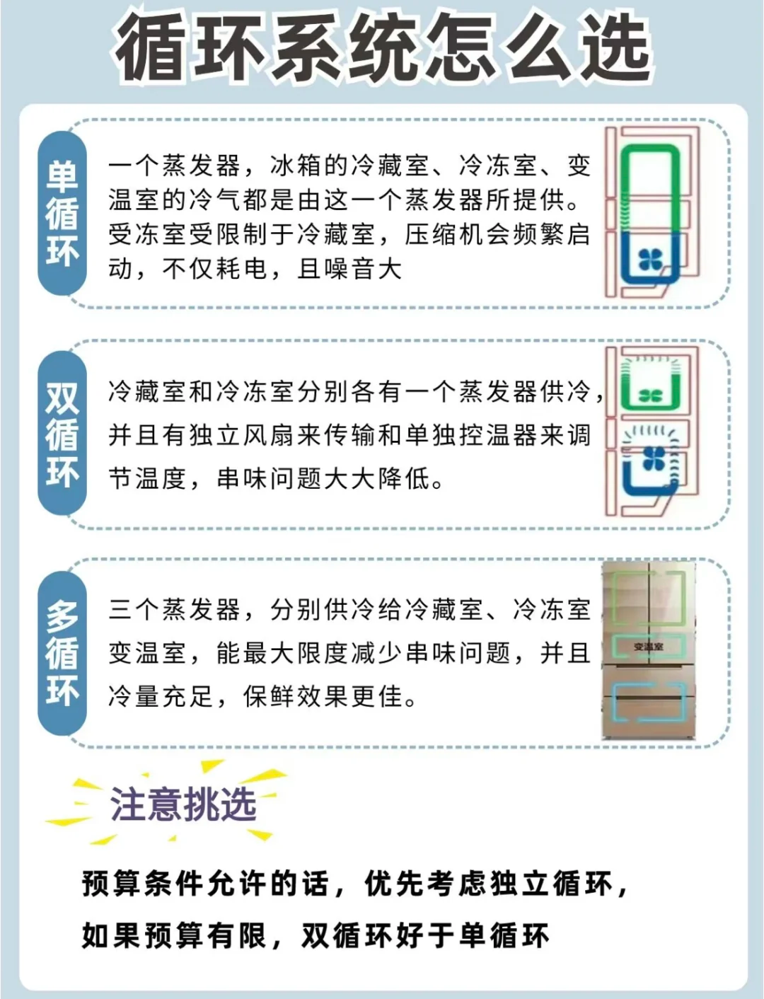 循环系统怎么选
单循环
一个蒸发器，冰箱的冷藏室、冷冻室、变
温室的冷气都是由这一个蒸发器所提供。
受冻室受限制于冷藏室，压缩机会频繁启
动，不仅耗电，且噪音大
双循环
冷藏室和冷冻室分别各有一个蒸发器供冷，
并且有独立风扇来传输和单独控温器来调
节温度，串味问题大大降低。
多循环
三个蒸发器，分别供冷给冷藏室、冷冻室
变温室，能最大限度减少串味问题，并且
冷量充足，保鲜效果更佳。
变温室
注意挑选
预算条件允许的话，优先考虑独立循环，
如果预算有限，双循环好于单循环